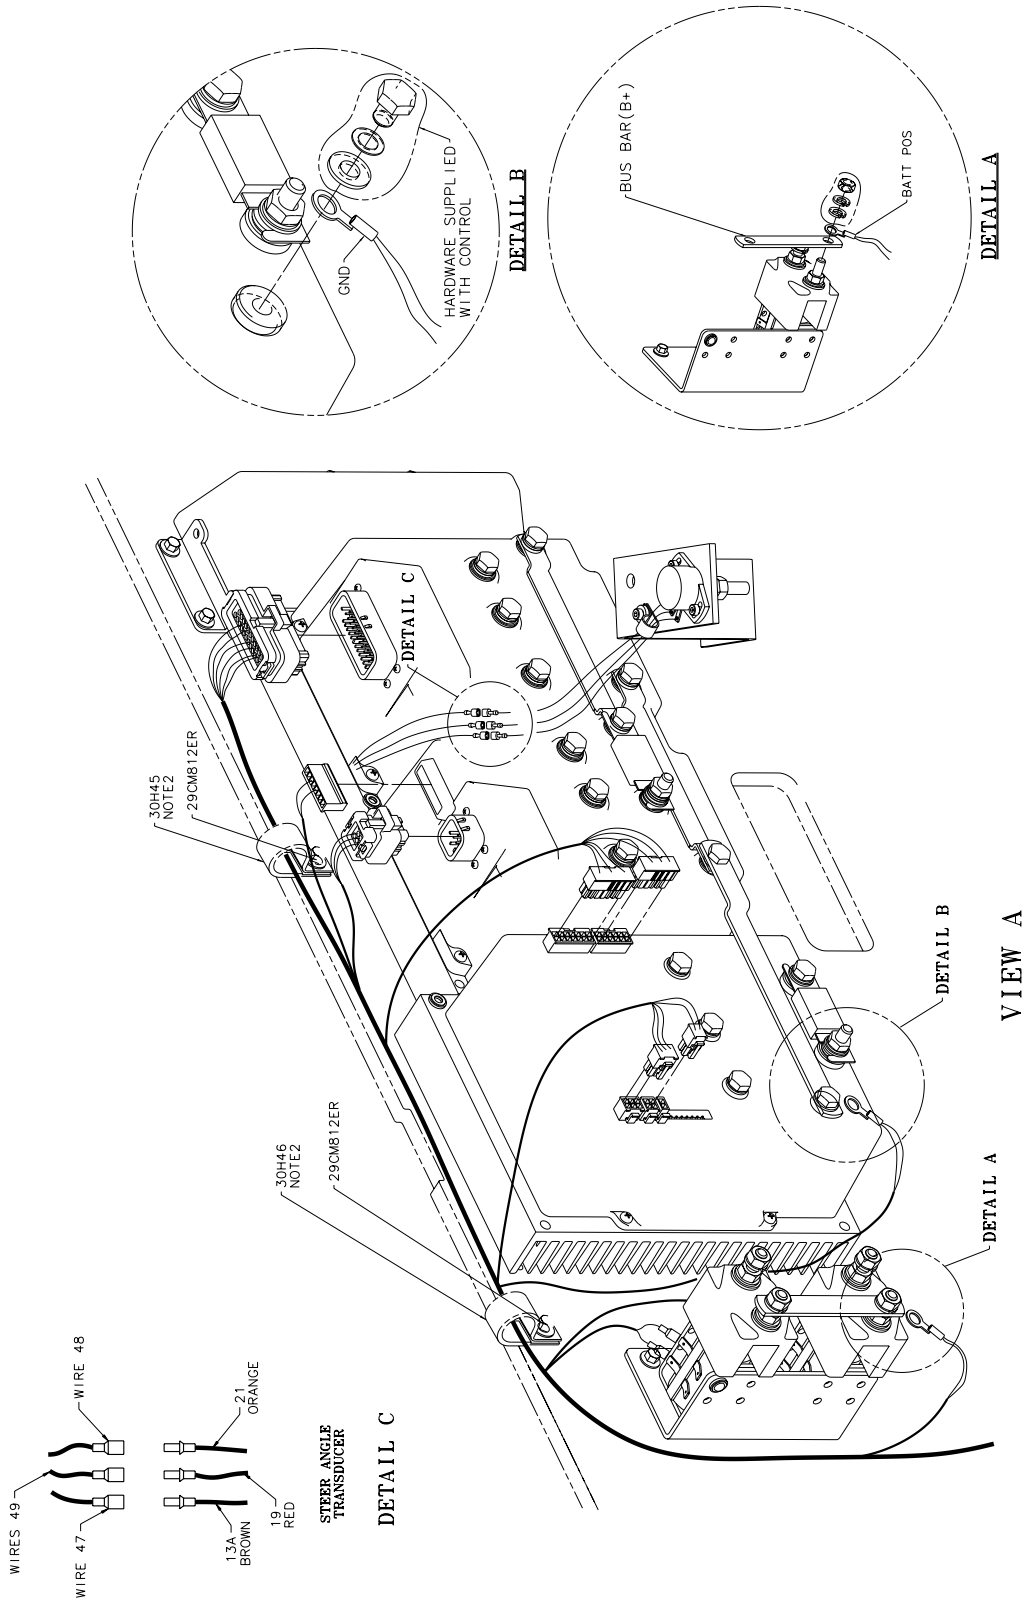 WIRES 49
WIRE 47
WIRE 48
13A
BROWN
19
RED
21
ORANGE
STEER ANGLE
TRANSDUCER
DETAIL C
30H45
NOTE2
29CM812ER
30H46
NOTE2
29CM812ER
DETAIL C
DETAIL B
DETAIL A
VIEW A
GND
HARDWARE SUPPLIED
WITH CONTROL
DETAIL B
BUS BAR(B+)
BATT POS
DETAIL A